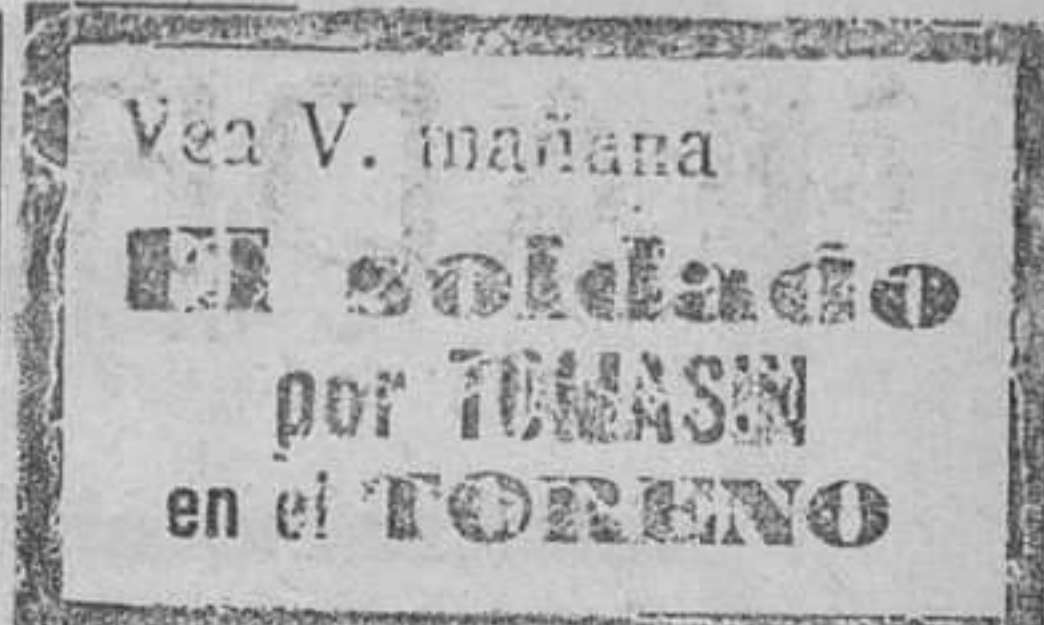 Vea V. mañana
El soldado
por TOMASIN
en el TORENO